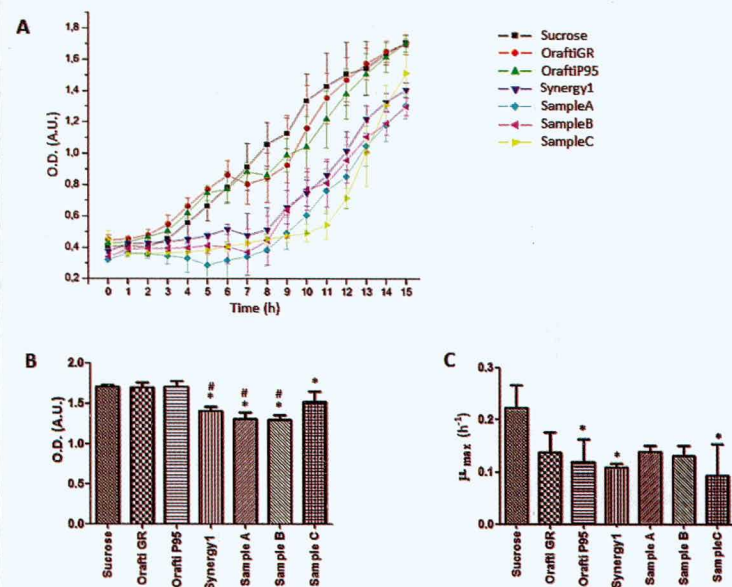 A
Sucrose
OraftiGR
OraftiP95
Synergy1
SampleA
SampleB
SampleC
O.D. (A.U.)
1,8
1,6
1,4
1,2
1,0
0,8
0,6
0,4
0,2
0 1 2 3 4 5 6 7 8 9 10 11 12 13 14 15
Time (h)
B
O.D. (A.U.)
2.0
1.5
1.0
0.5
0.0
# # # *
* * *
Sucrose
Orafti GR
Orafti P95
Synergy1
Sample A
Sample B
Sample C
C
µ max (h-1)
0.3
0.2
0.1
0.0
* * *
Sucrose
Orafti GR
Orafti P95
Synergy1
Sample A
Sample B
SampleC